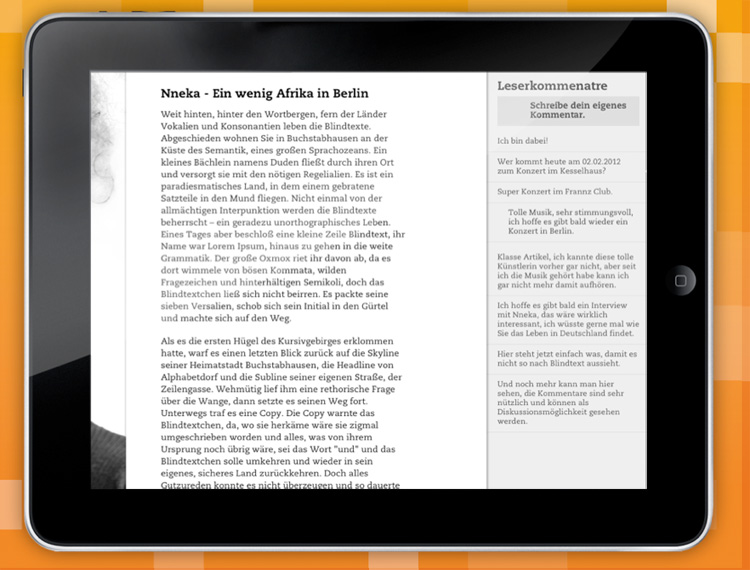 Nneka - Ein wenig Afrika in Berlin
Weit hinten, hinter den Wortbergen, fern der Länder
Vokalien und Konsonantien leben die Blindtexte.
Abgeschieden wohnen Sie in Buchstabhausen an der
Küste des Semantik, eines großen Sprachozeans. Ein
kleines Bächlein namens Duden fließt durch ihren Ort
und versorgt sie mit den nötigen Regelialien. Es ist ein
paradiesmatisches Land, in dem einem gebratene
Satzteile in den Mund fliegen. Nicht einmal von der
allmächtigen Interpunktion werden die Blindtexte
beherrscht – ein geradezu unorthographisches Leben.
Eines Tages aber beschloß eine kleine Zeile Blindtext, ihr
Name war Lorem Ipsum, hinaus zu gehen in die weite
Grammatik. Der große Oxmox riet ihr davon ab, da es
dort wimmele von bösen Kommata, wilden
Fragezeichen und hinterhältigen Semikoli, doch das
Blindtextchen ließ sich nicht beirren. Es packte seine
sieben Versalien, schob sich sein Initial in den Gürtel
und machte sich auf den Weg.
Als es die ersten Hügel des Kursivgebirges erklommen
hatte, warf es einen letzten Blick zurück auf die Skyline
seiner Heimatstadt Buchstabhausen, die Headline von
Alphabetdorf und die Subline seiner eigenen Straße, der
Zeilengasse. Wehmütig lief ihm eine rethorische Frage
über die Wange, dann setzte es seinen Weg fort.
Unterwegs traf es eine Copy. Die Copy warnte das
Blindtextchen, da, wo sie herkäme wäre sie zigmal
umgeschrieben worden und alles, was von ihrem
Ursprung noch übrig wäre, sei das Wort "und" und das
Blindtextchen solle umkehren und wieder in sein
eigenes, sicheres Land zurückkehren. Doch alles
Gutzureden konnte es nicht überzeugen und so dauerte
Leserkommenatre
Schreibe dein eigenes
Kommentar.
Ich bin dabei!
Wer kommt heute am 02.02.2012
zum Konzert im Kesselhaus?
Super Konzert im Frannz Club.
Tolle Musik, sehr stimmungsvoll,
ich hoffe es gibt bald wieder ein
Konzert in Berlin.
Klasse Artikel, ich kannte diese tolle
Künstlerin vorher gar nicht, aber seit
ich die Musik gehört habe kann ich
gar nicht mehr damit aufhören.
Ich hoffe es gibt bald ein Interview
mit Nneka, das wäre wirklich
interessant, ich wüsste gerne mal wie
Sie das Leben in Deutschland findet.
Hier steht jetzt einfach was, damit es
nicht so nach Blindtext aussieht.
Und noch mehr kann man hier
sehen, die Kommentare sind sehr
nützlich und können als
Diskussionsmöglichkeit gesehen
werden.